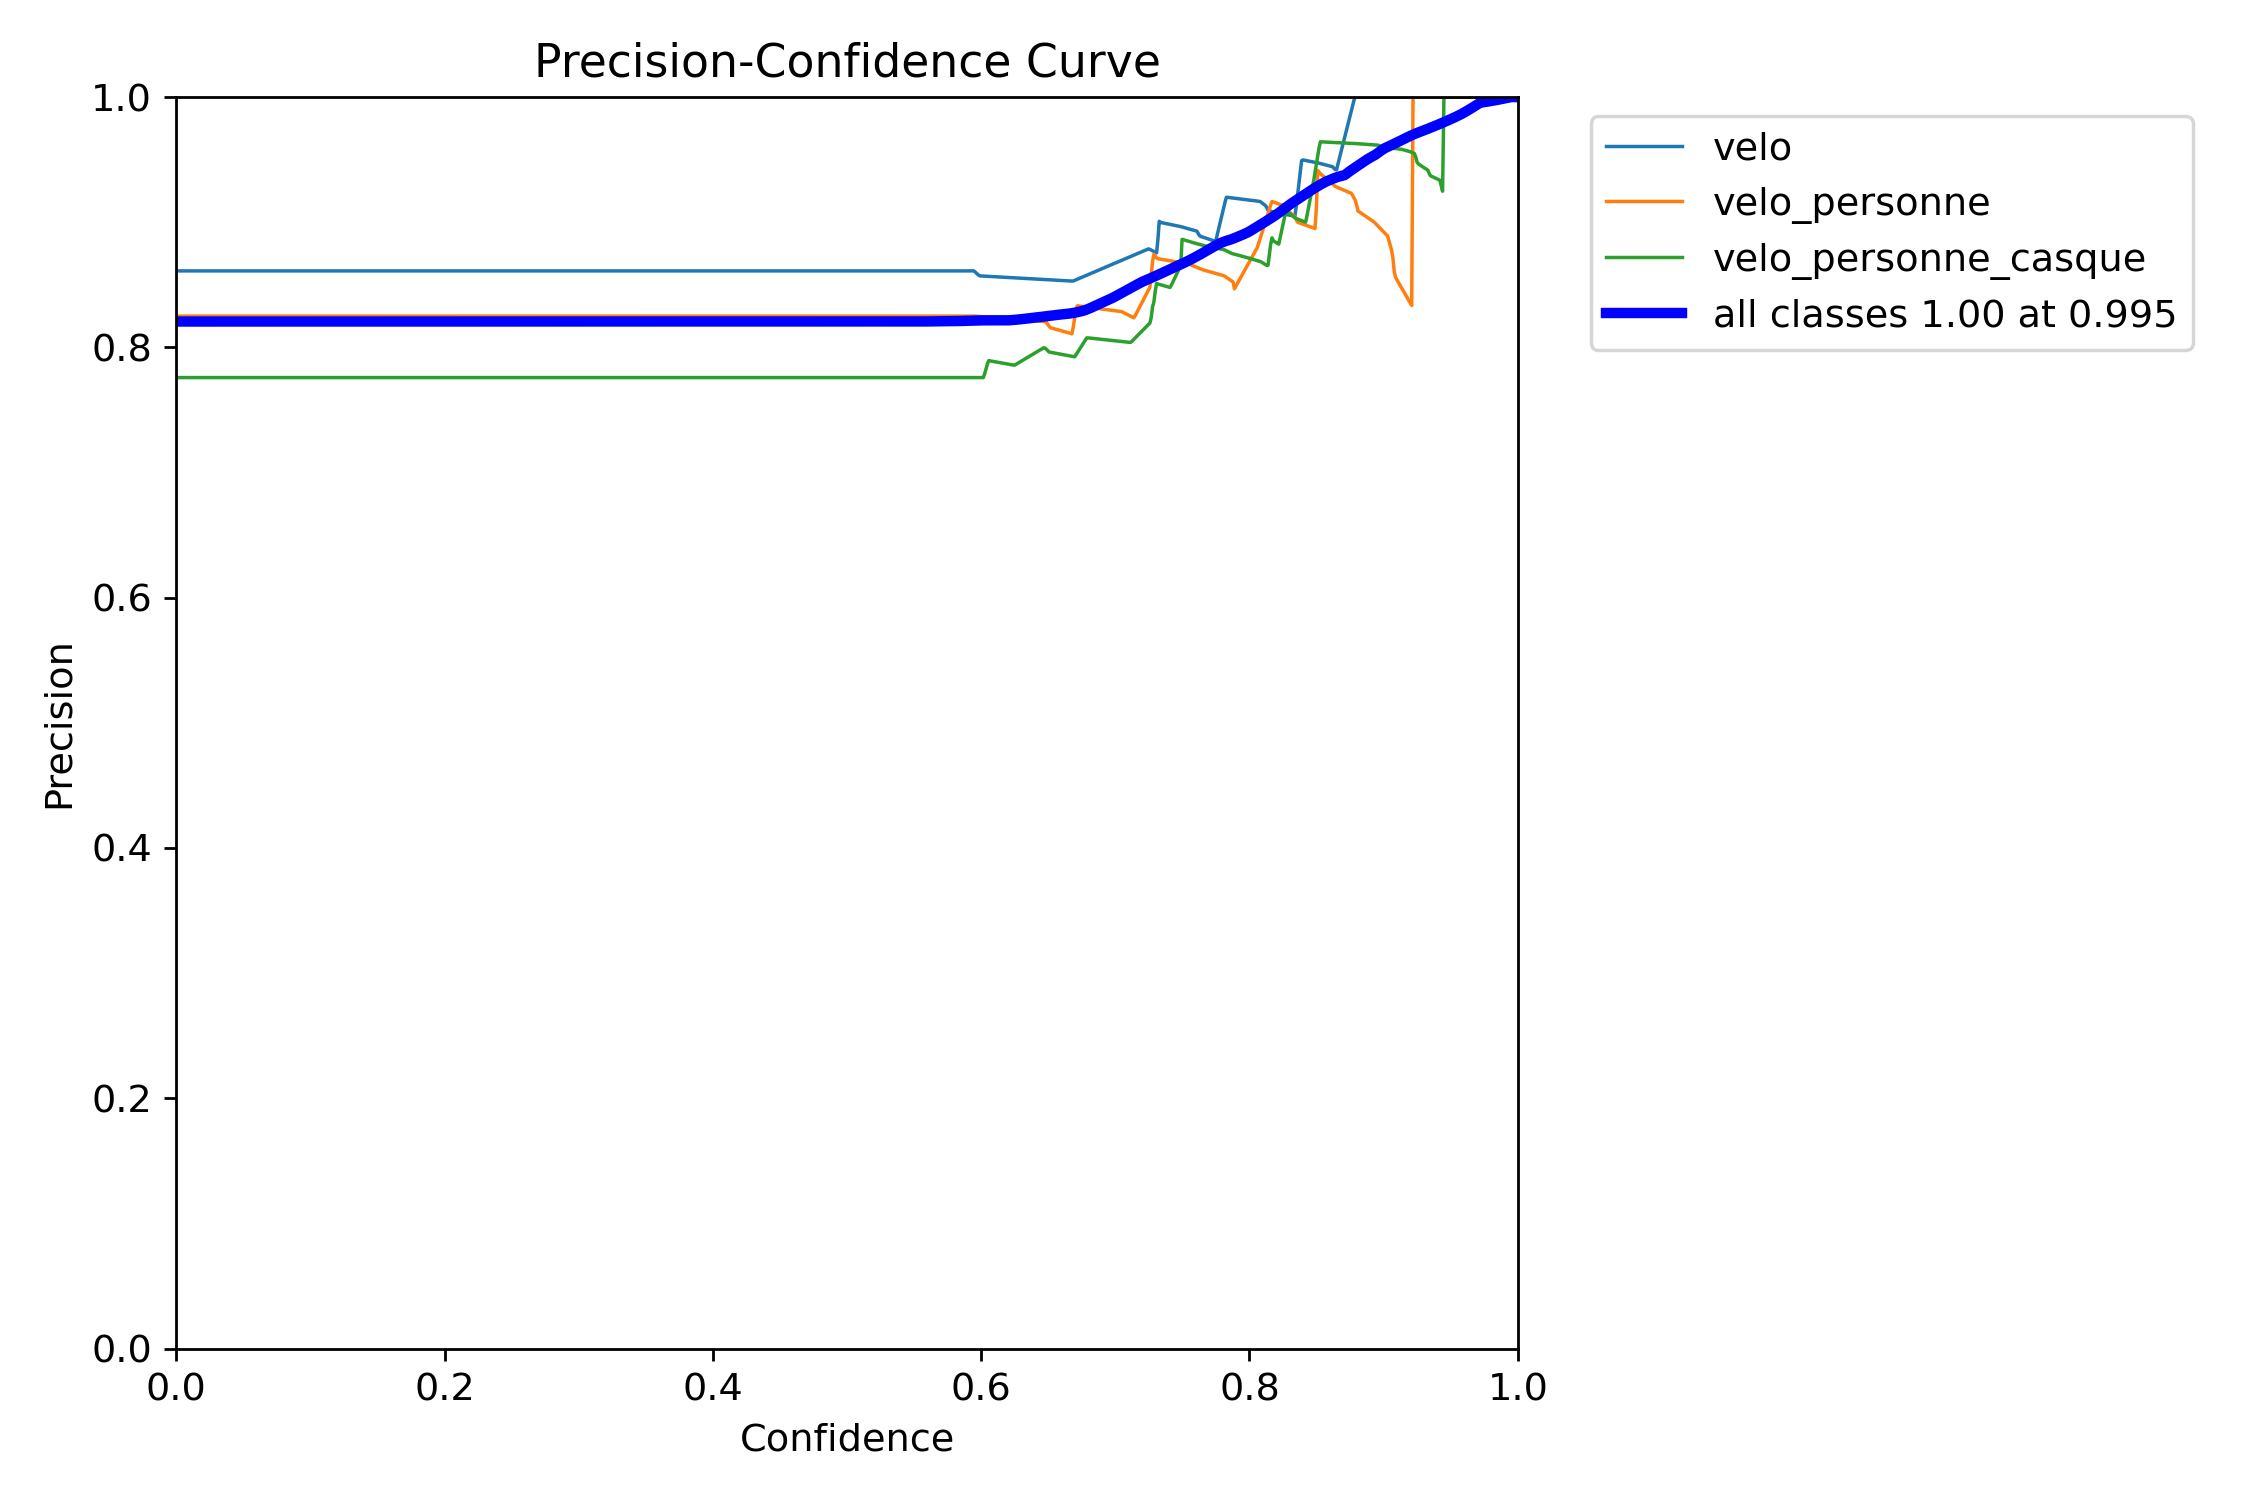 Precision-Confidence Curve
1.0
0.8
0.6
0.4
0.2
0.0
Precision
0.0 0.2 0.4 0.6 0.8 1.0
Confidence
velo
velo_personne
velo_personne_casque
all classes 1.00 at 0.995